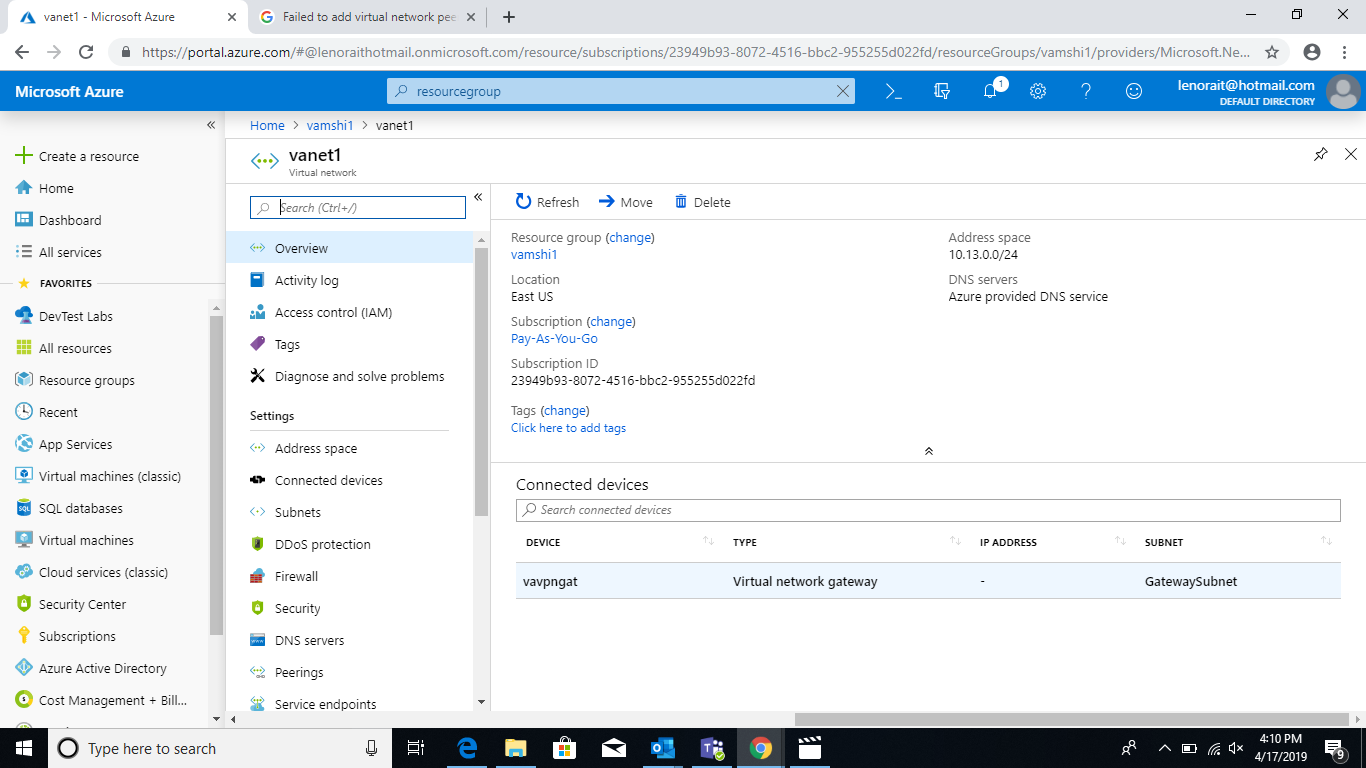 vanet1 - Microsoft Azure
Failed to add virtual network pee
https://portal.azure.com/#@lenoraithotmail.onmicrosoft.com/resource/subscriptions/23949b93-8072-4516-bbc2-955255d022fd/resourceGroups/vamshi1/providers/Microsoft.Ne...
Microsoft Azure
resourcegroup
1
lenorait@hotmail.com
DEFAULT DIRECTORY
Home > vamshi1 > vanet1
vanet1
Virtual network
Create a resource
Home
Dashboard
All services
FAVORITES
DevTest Labs
All resources
Resource groups
Recent
App Services
Virtual machines (classic)
SQL databases
Virtual machines
Cloud services (classic)
Security Center
Subscriptions
Azure Active Directory
Cost Management + Bill...
Search (Ctrl+/)
Overview
Activity log
Access control (IAM)
Tags
Diagnose and solve problems
Settings
Address space
Connected devices
Subnets
DDoS protection
Firewall
Security
DNS servers
Peerings
Service endpoints
Refresh Move Delete
Resource group (change)
vamshi1
Location
East US
Subscription (change)
Pay-As-You-Go
Subscription ID
23949b93-8072-4516-bbc2-955255d022fd
Tags (change)
Click here to add tags
Address space
10.13.0.0/24
DNS servers
Azure provided DNS service
Connected devices
Search connected devices
DEVICE TYPE IP ADDRESS SUBNET
vavpngat Virtual network gateway - GatewaySubnet
Type here to search
4:10 PM
4/17/2019
9